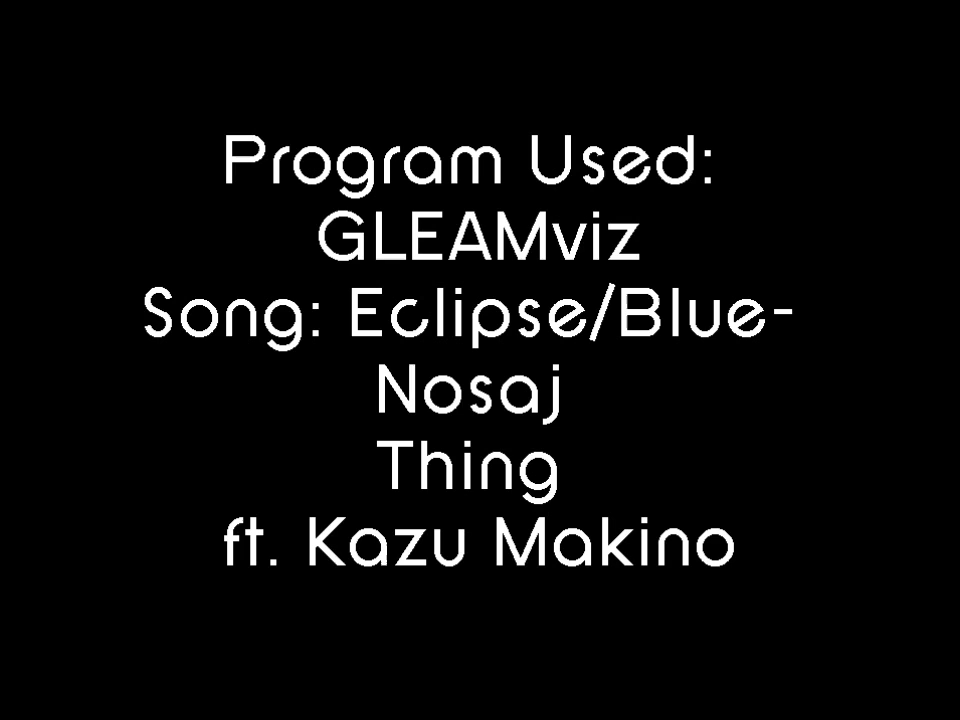 Program Used:
GLEAMviz
Song: Eclipse/Blue-
Nosaj
Thing
ft. Kazu Makino